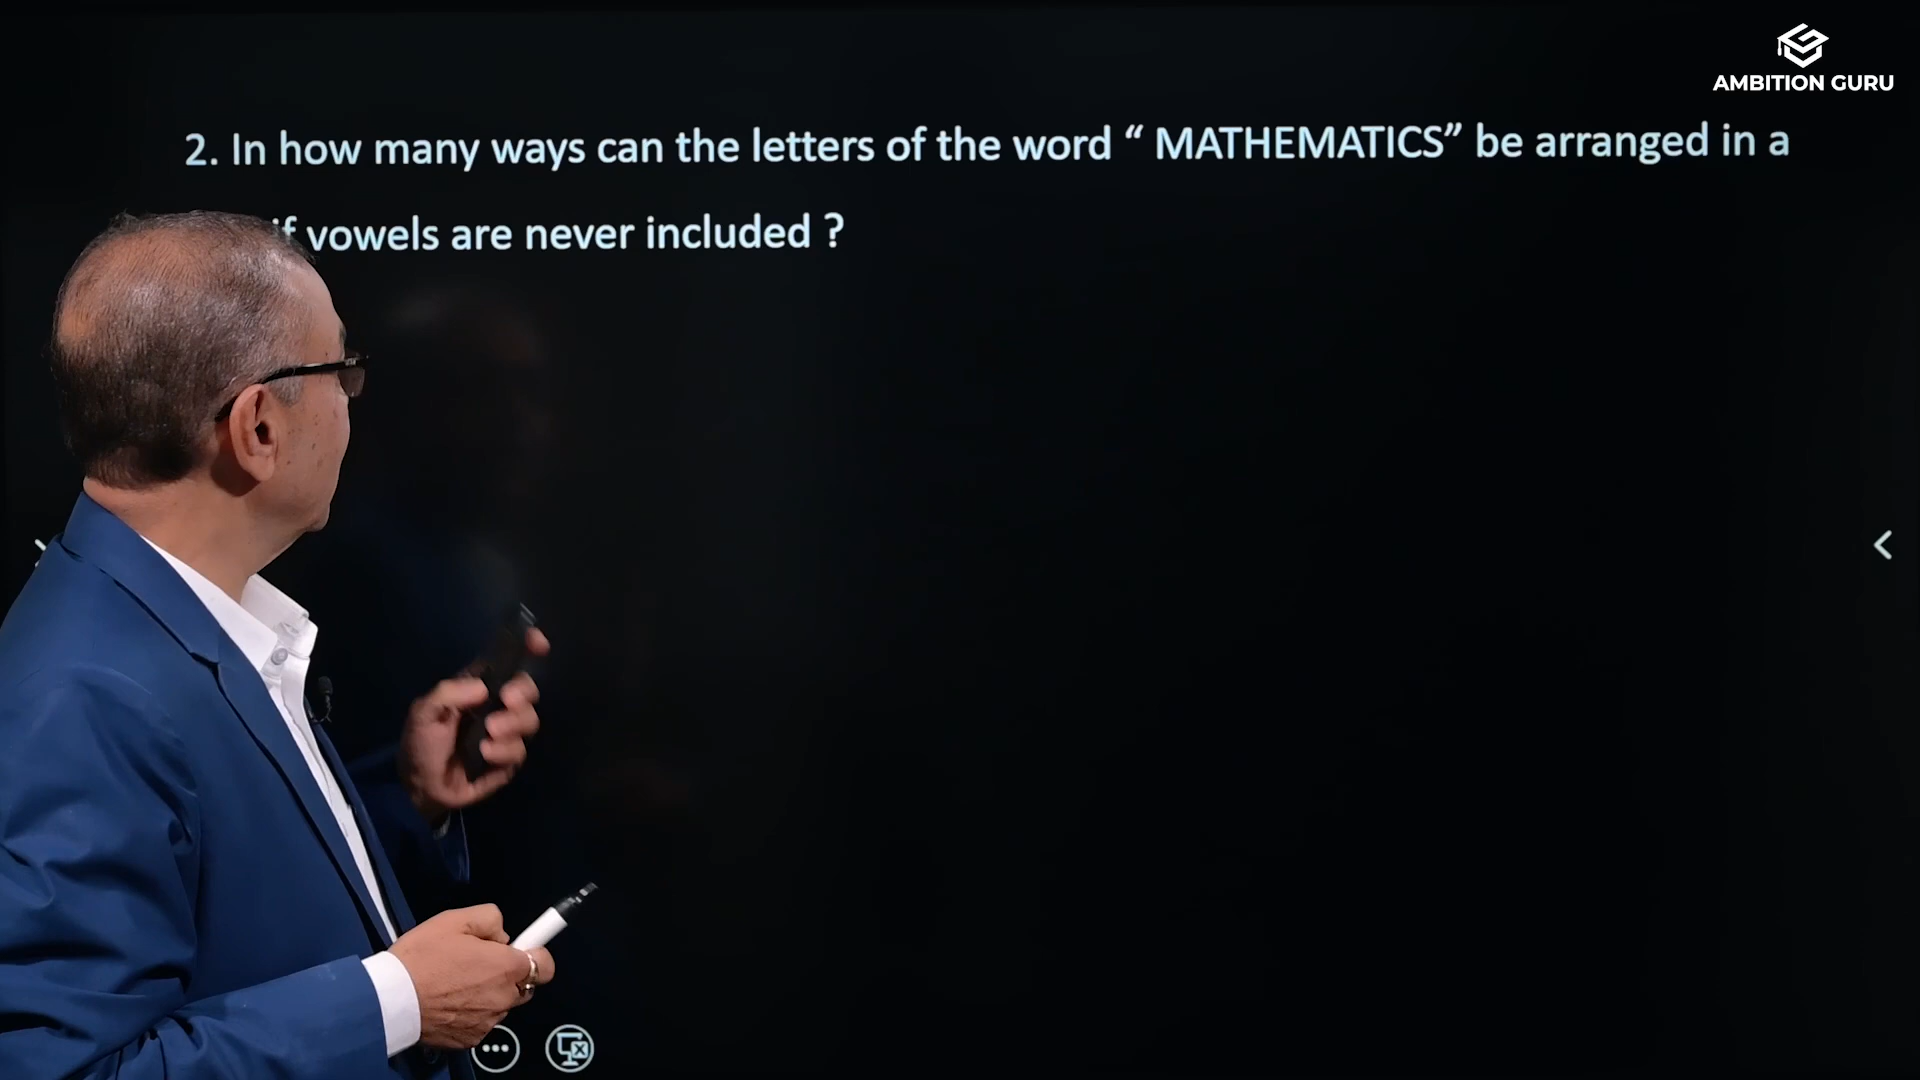 AMBITION GURU
2. In how many ways can the letters of the word “ MATHEMATICS” be arranged in a
if vowels are never included ?